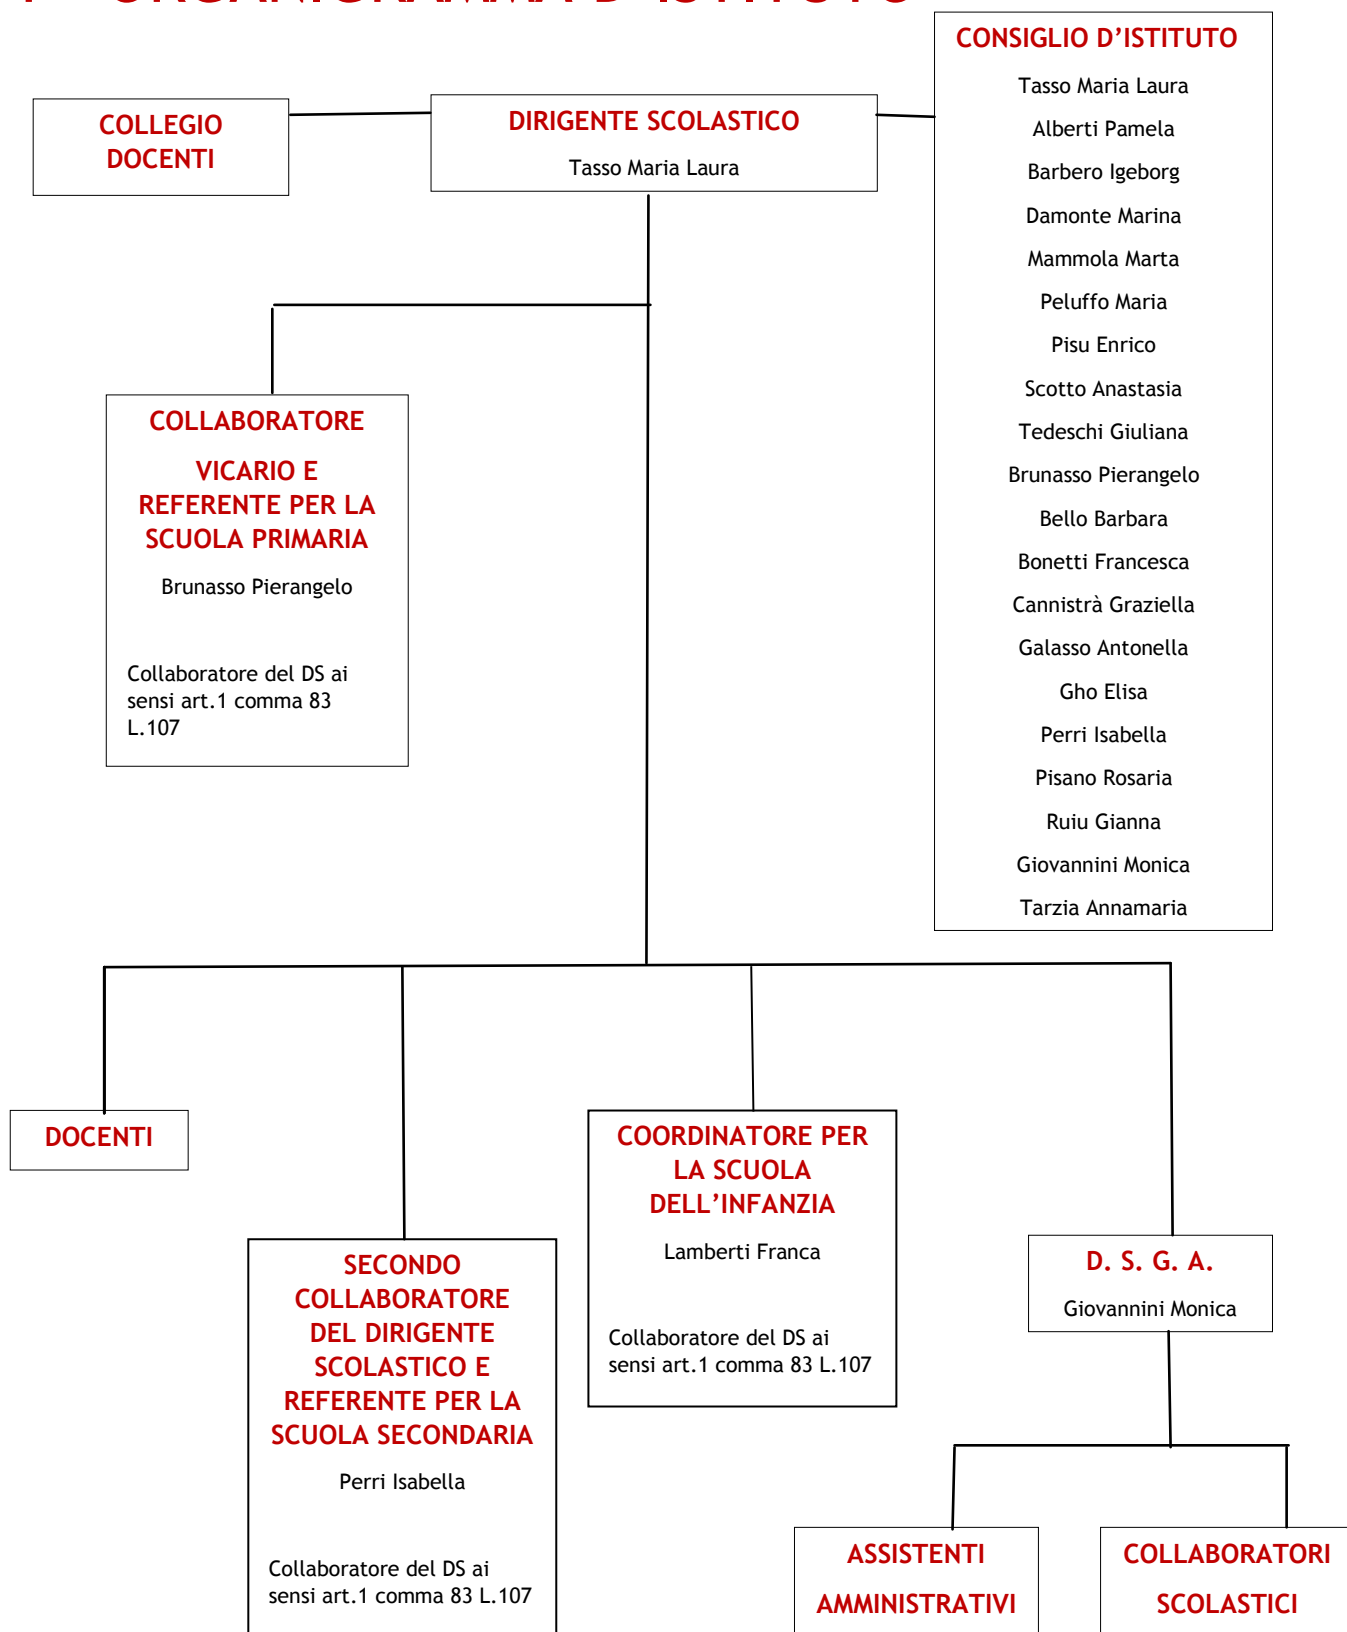 ORGANIGRAMMA D'ISTITUTO
CONSIGLIO D’ISTITUTO
Tasso Maria Laura
Alberti Pamela
Barbero Igeborg
Damonte Marina
Mammola Marta
Peluffo Maria
Pisu Enrico
Scotto Anastasia
Tedeschi Giuliana
Brunasso Pierangelo
Bello Barbara
Bonetti Francesca
Cannistrà Graziella
Galasso Antonella
Gho Elisa
Perri Isabella
Pisano Rosaria
Ruiu Gianna
Giovannini Monica
Tarzia Annamaria
COLLEGIO
DOCENTI
DIRIGENTE SCOLASTICO
Tasso Maria Laura
COLLABORATORE
VICARIO E
REFERENTE PER LA
SCUOLA PRIMARIA
Brunasso Pierangelo
Collaboratore del DS ai
sensi art.1 comma 83
L.107
DOCENTI
SECONDO
COLLABORATORE
DEL DIRIGENTE
SCOLASTICO E
REFERENTE PER LA
SCUOLA SECONDARIA
Perri Isabella
Collaboratore del DS ai
sensi art.1 comma 83 L.107
COORDINATORE PER
LA SCUOLA
DELL’INFANZIA
Lamberti Franca
Collaboratore del DS ai
sensi art.1 comma 83 L.107
D. S. G. A.
Giovannini Monica
ASSISTENTI
AMMINISTRATIVI
COLLABORATORI
SCOLASTICI